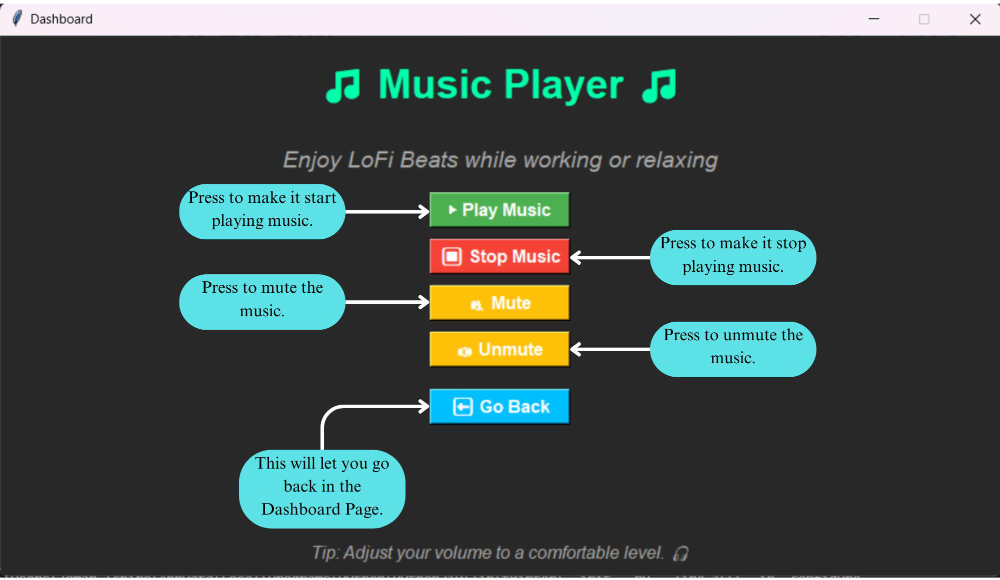 Dashboard
♫ Music Player ♫
Enjoy LoFi Beats while working or relaxing
Press to make it start
playing music.
Play Music
Stop Music
Press to make it stop
playing music.
Press to mute the
music.
Mute
Unmute
Press to unmute the
music.
Go Back
This will let you go
back in the
Dashboard Page.
Tip: Adjust your volume to a comfortable level. 🎧